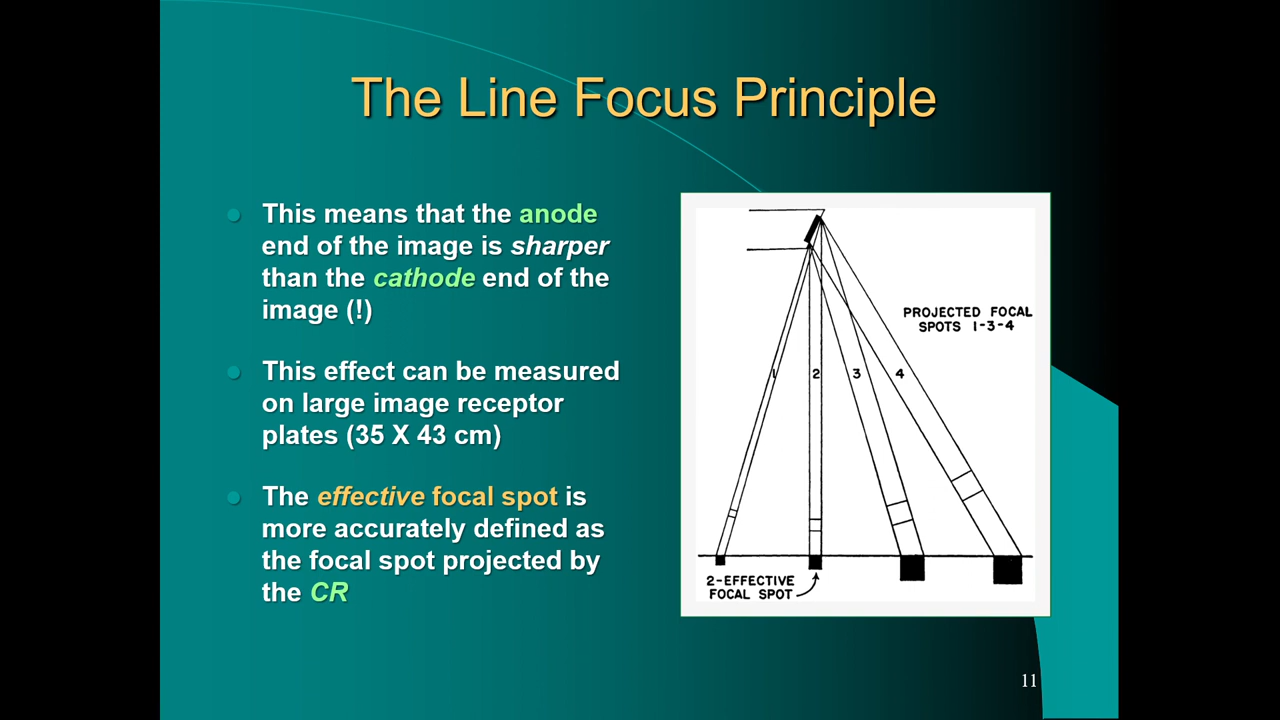 The Line Focus Principle
This means that the anode
end of the image is sharper
than the cathode end of the
image (!)
This effect can be measured
on large image receptor
plates (35 X 43 cm)
The effective focal spot is
more accurately defined as
the focal spot projected by
the CR
PROJECTED FOCAL
SPOTS 1-3-4
1
2
3
4
2-EFFECTIVE
FOCAL SPOT
11